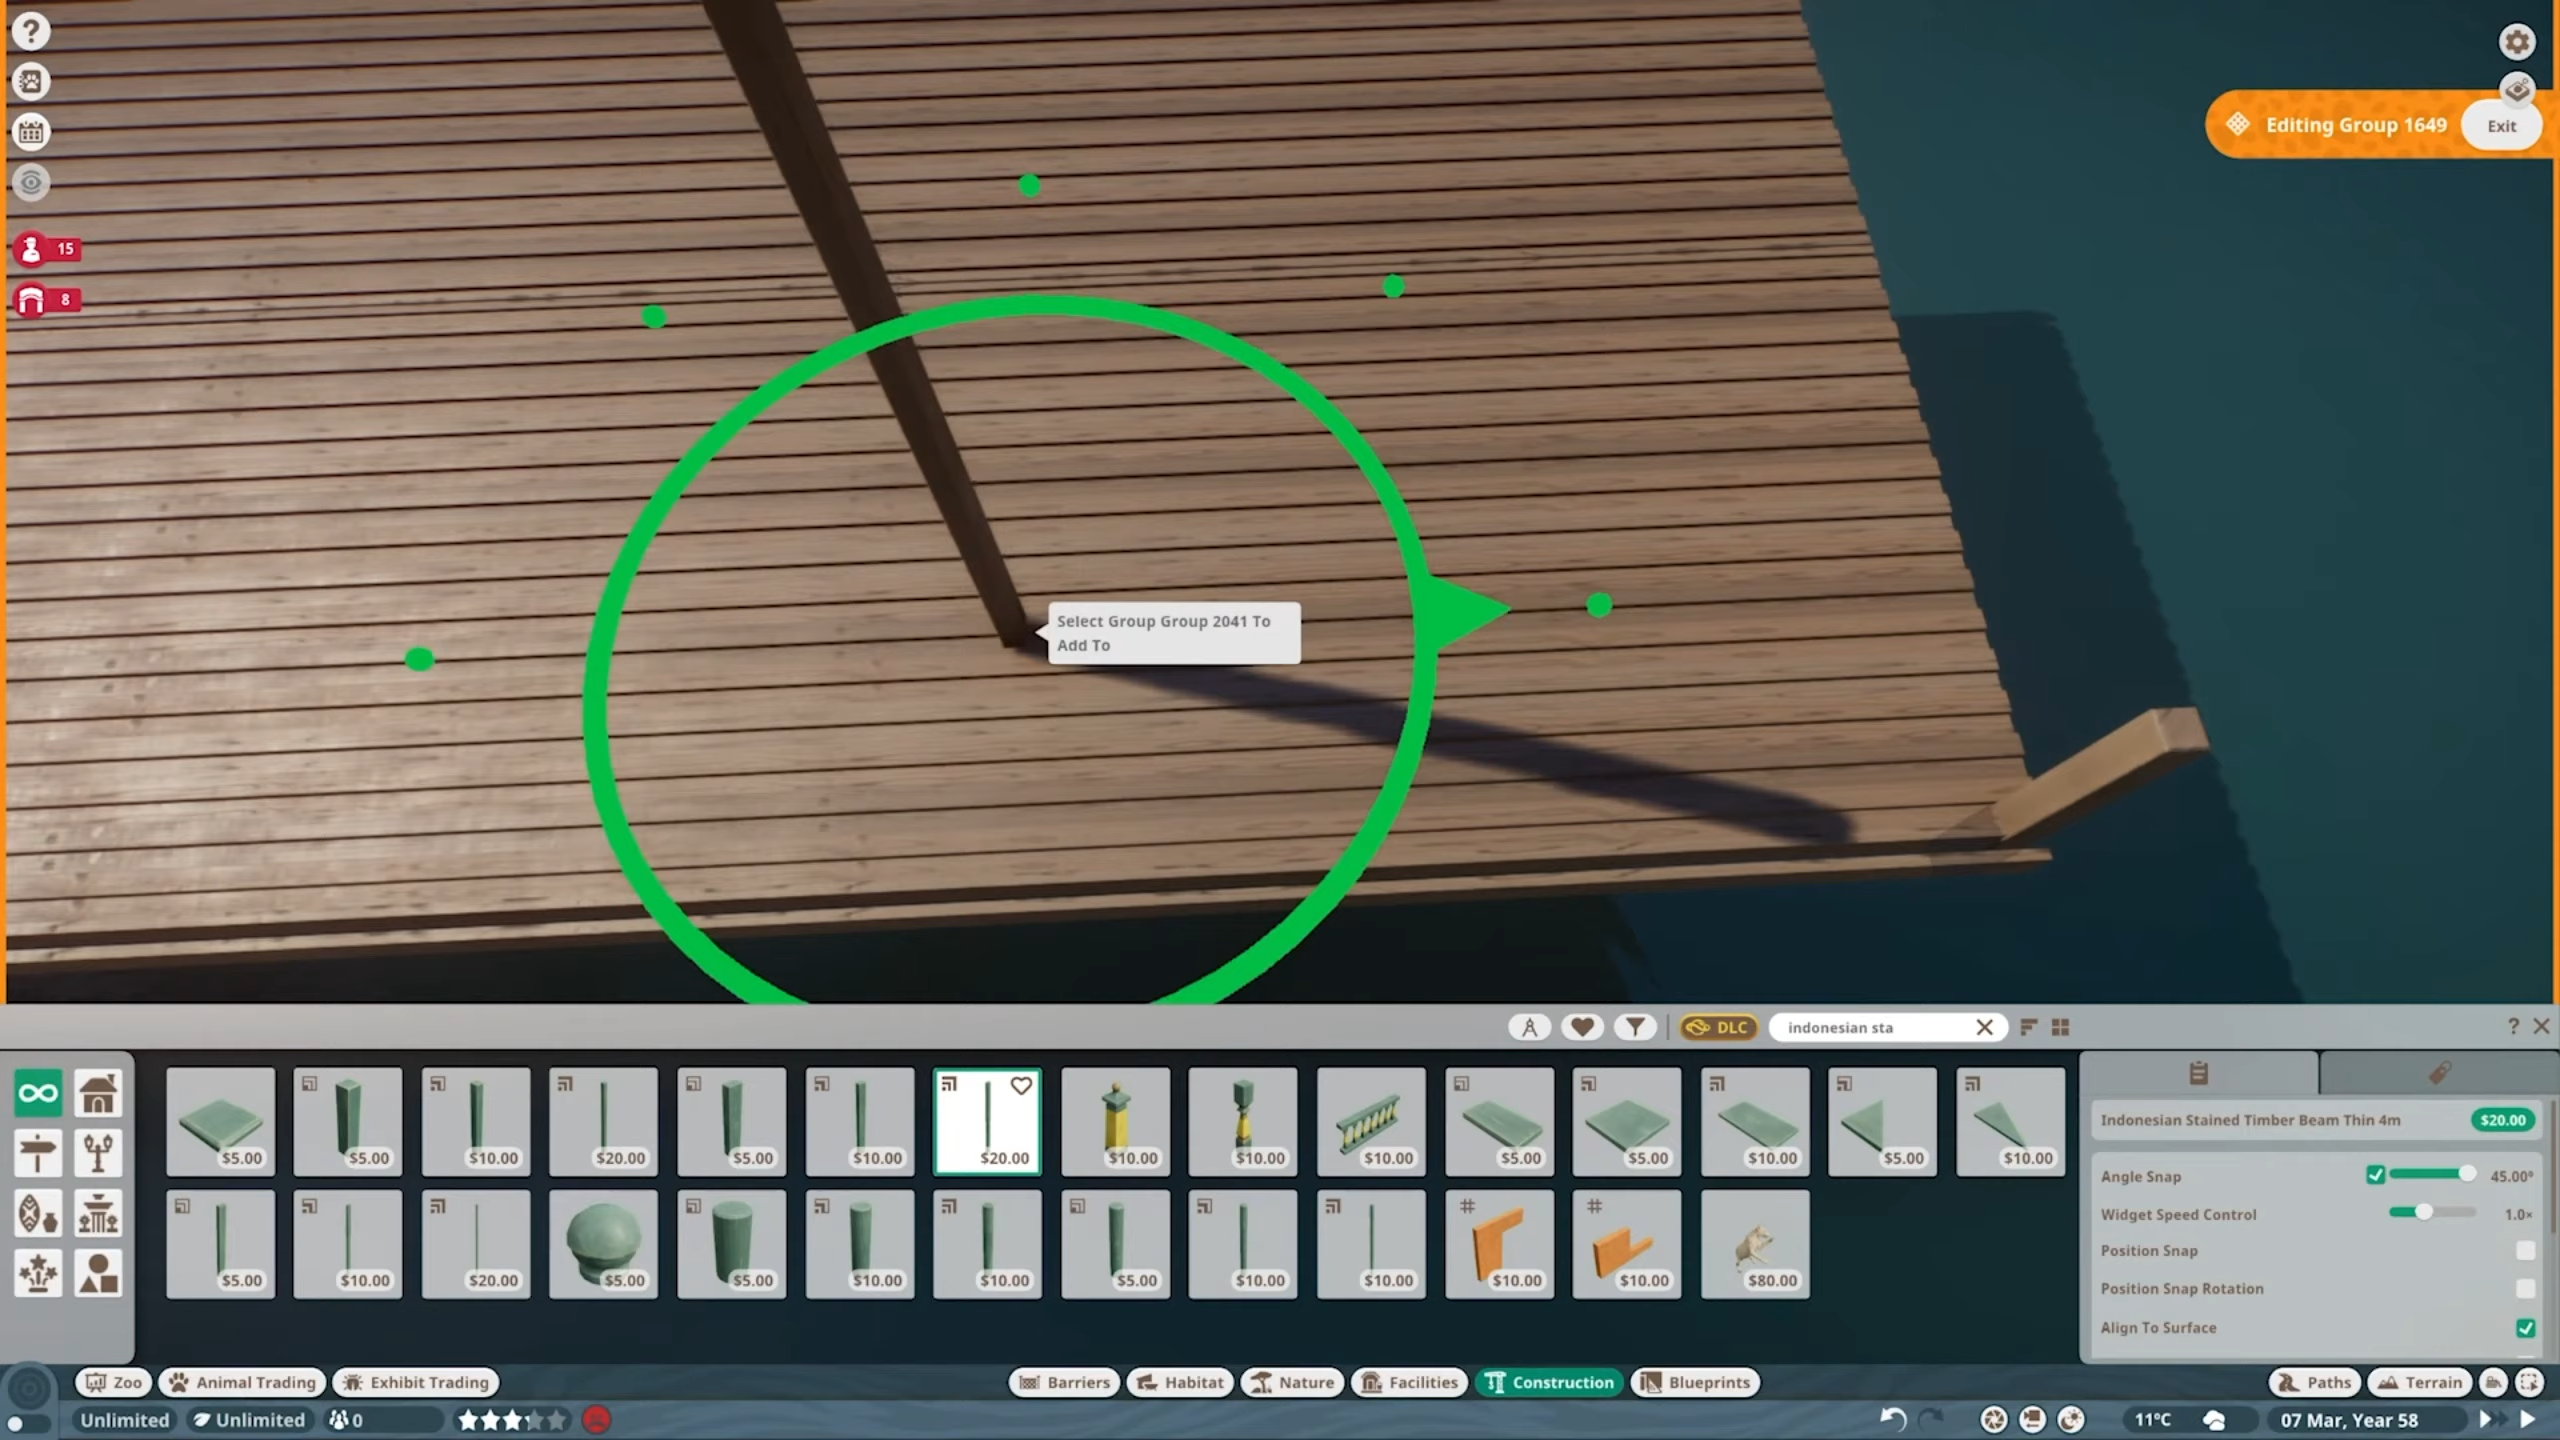 ?
Editing Group 1649
Exit
15
8
Select Group Group 2041 To
Add To
DLC
indonesian sta
?
$5.00
$5.00
$10.00
$20.00
$5.00
$10.00
$20.00
$10.00
$10.00
$10.00
$5.00
$5.00
$10.00
$5.00
$10.00
$5.00
$10.00
$20.00
$5.00
$5.00
$10.00
$10.00
$5.00
$10.00
$10.00
$10.00
$10.00
$80.00
Indonesian Stained Timber Beam Thin 4m
$20.00
Angle Snap
45.00°
Widget Speed Control
1.0×
Position Snap
Position Snap Rotation
Align To Surface
Zoo
Animal Trading
Exhibit Trading
Barriers
Habitat
Nature
Facilities
Construction
Blueprints
Paths
Terrain
Unlimited
Unlimited
0
11°C
07 Mar, Year 58